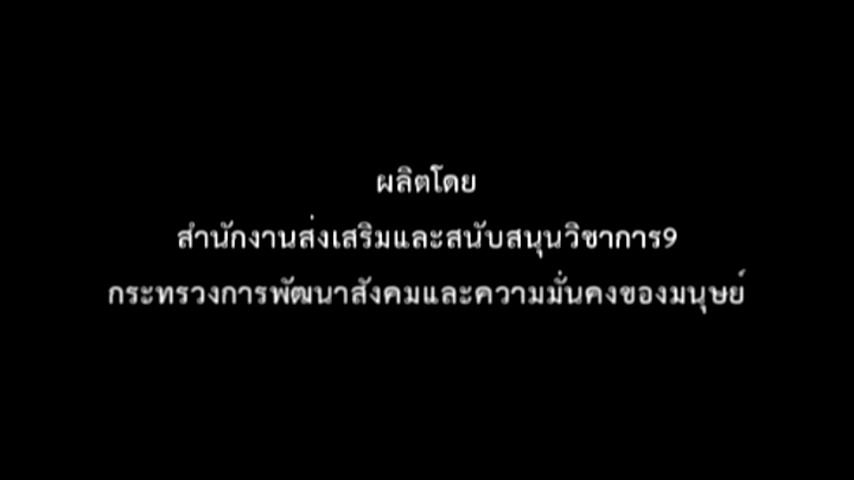 ผลิตโดย
สำนักงานส่งเสริมและสนับสนุนวิชาการ9
กระทรวงการพัฒนาสังคมและความมั่นคงของมนุษย์